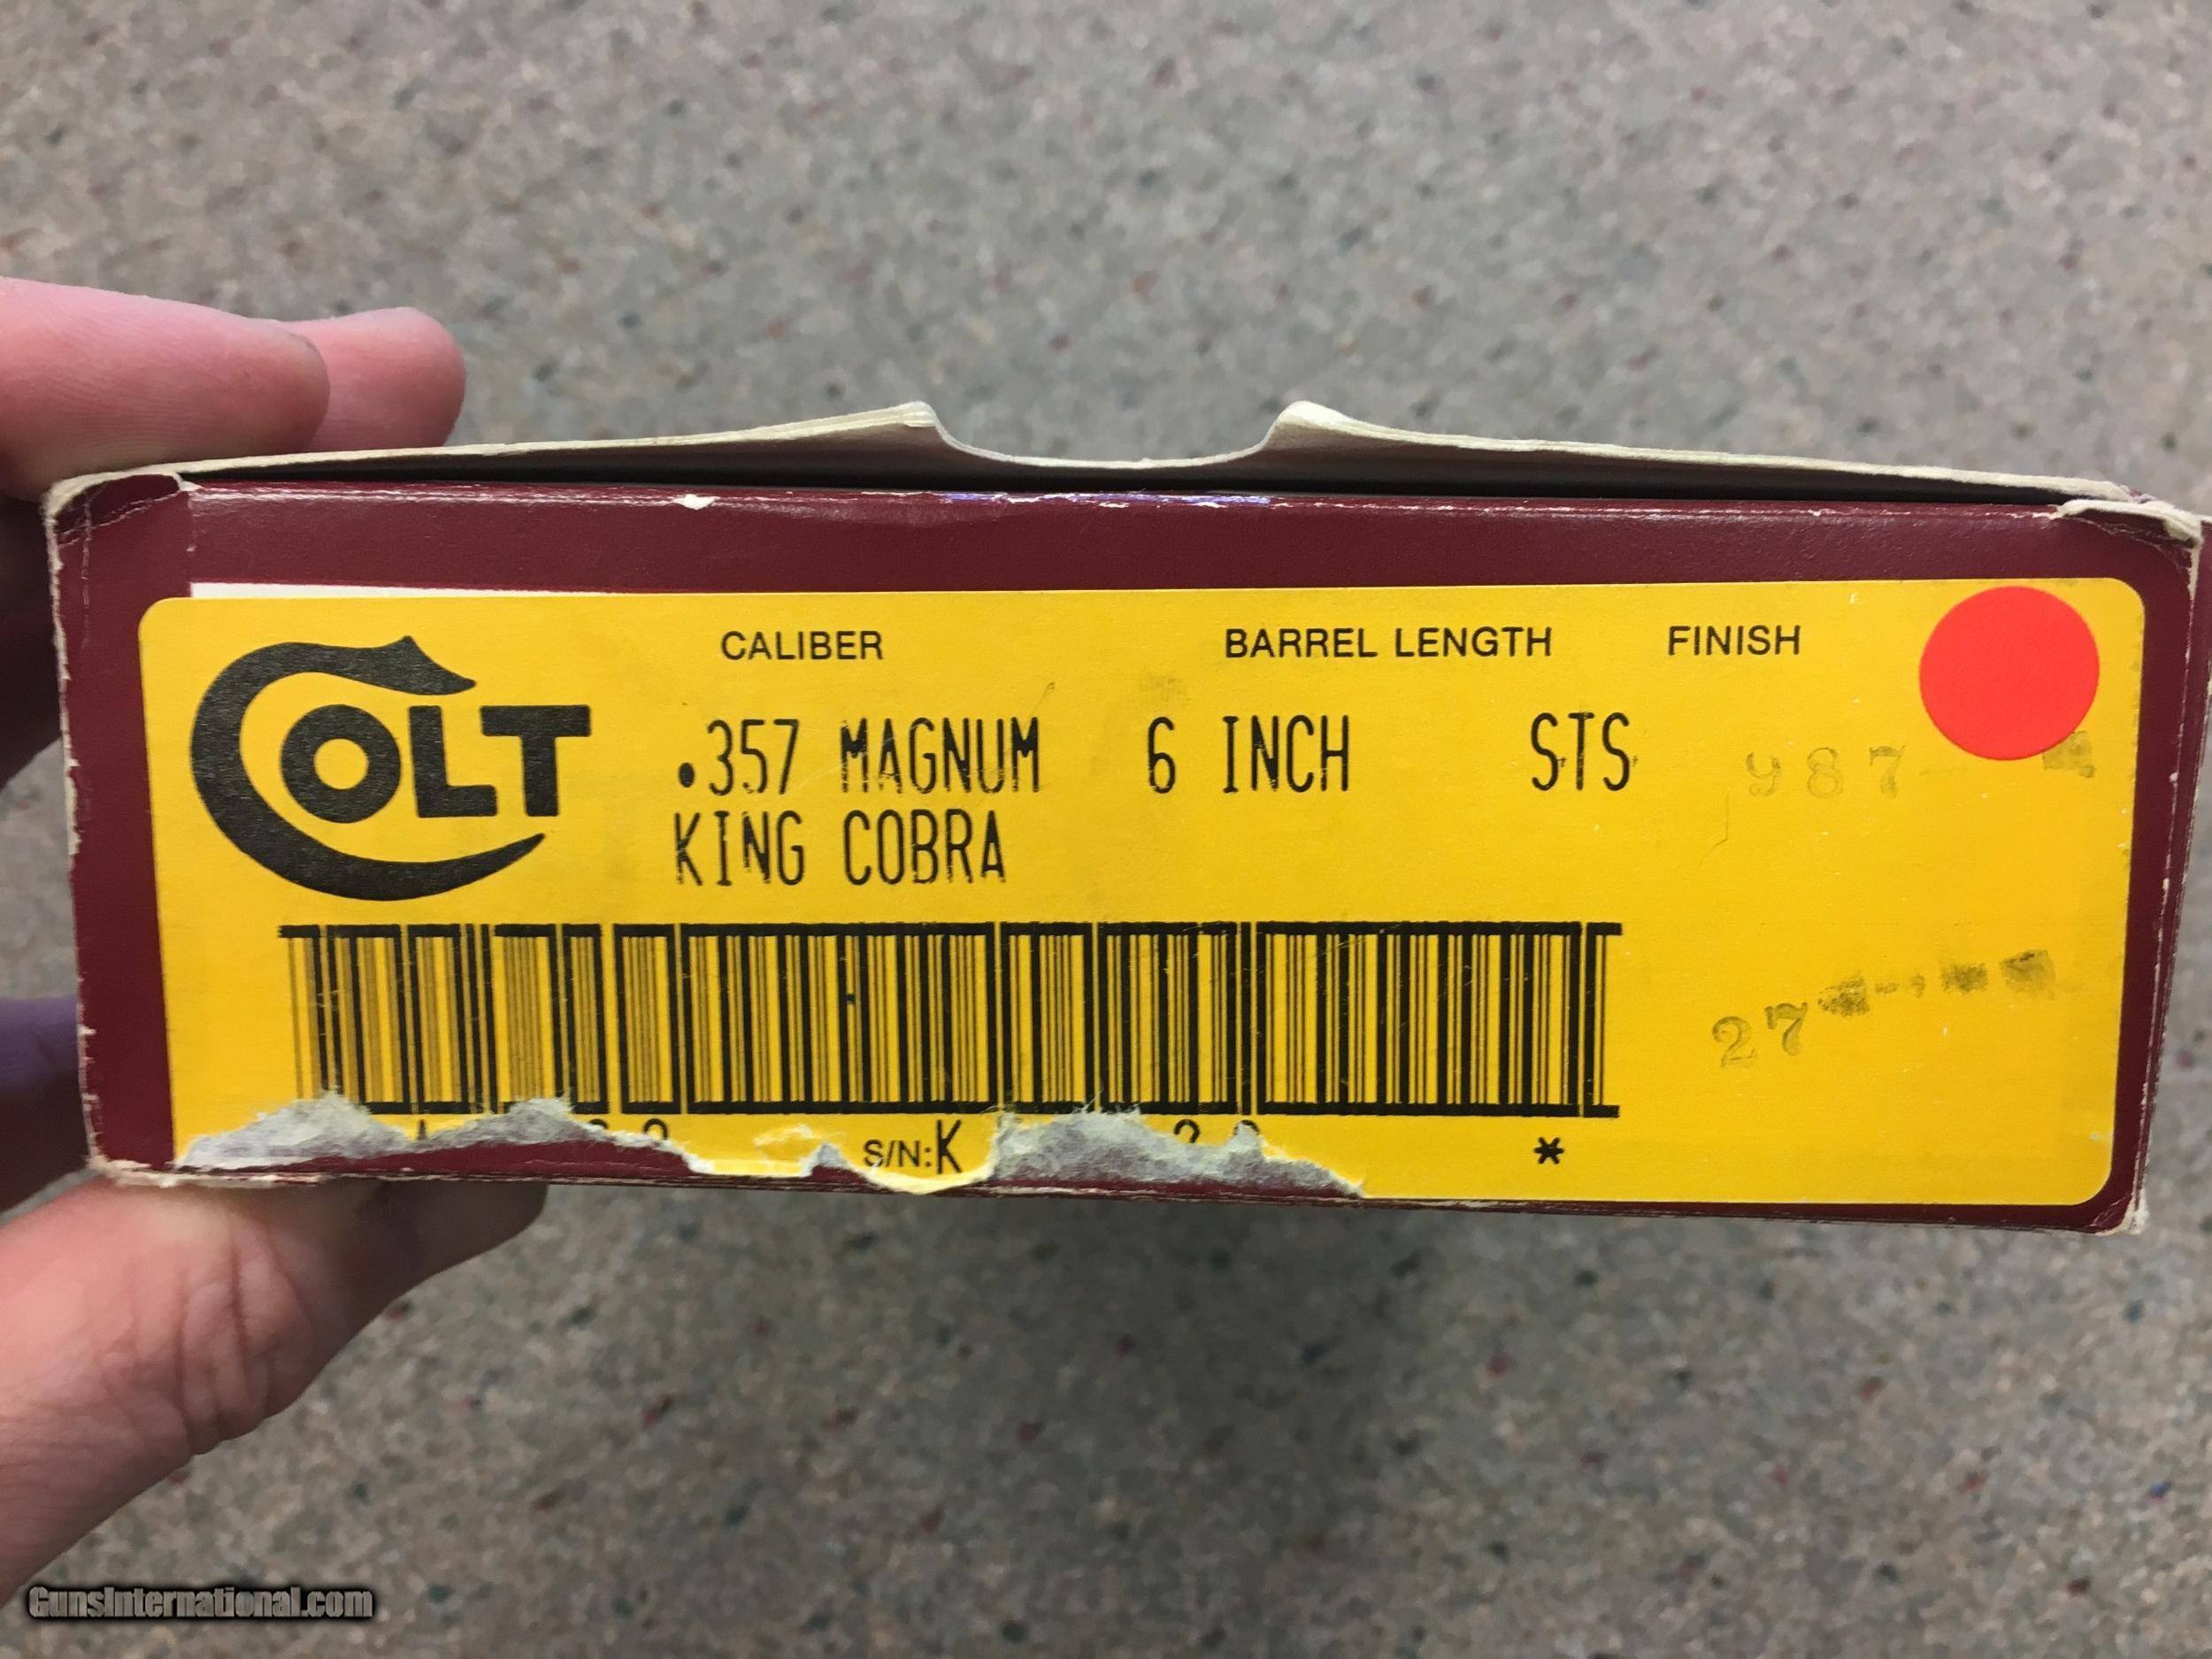 COLT
CALIBER BARREL LENGTH FINISH
.357 MAGNUM 6 INCH STS
KING COBRA
987
27
S/N:K *
GunsInternational.com